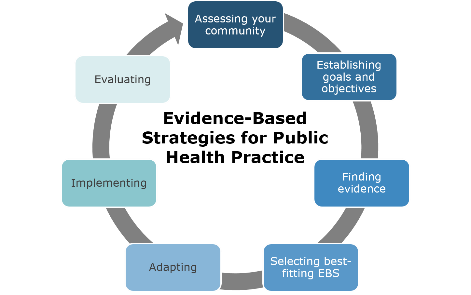 Assessing your
community
Establishing
goals and
objectives
Finding
evidence
Selecting best-
fitting EBS
Adapting
Implementing
Evaluating
Evidence-Based
Strategies for Public
Health Practice